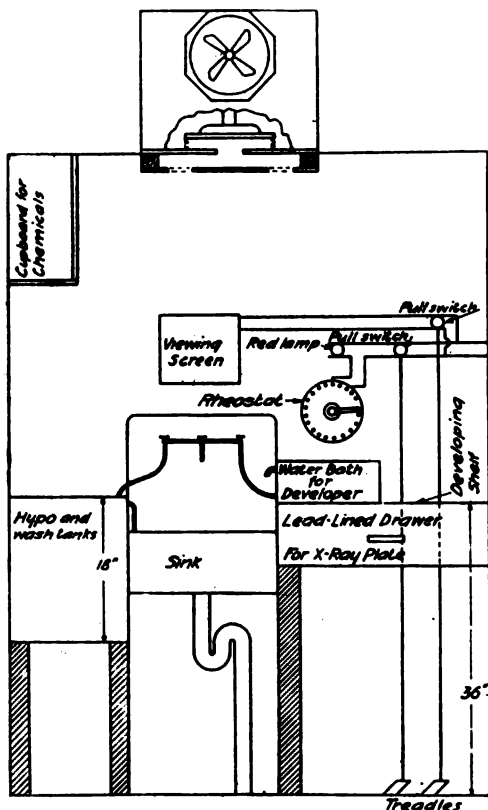 Cupboard for
Chemicals
Pull switch
Viewing
Screen
Red lamp
Pull switch
Rheostat
Water Bath
for
Developer
Developing
Shelf
Hypo and
wash tanks
18"
Sink
Lead-Lined Drawer
For X-Ray Plate
36"
Treadles